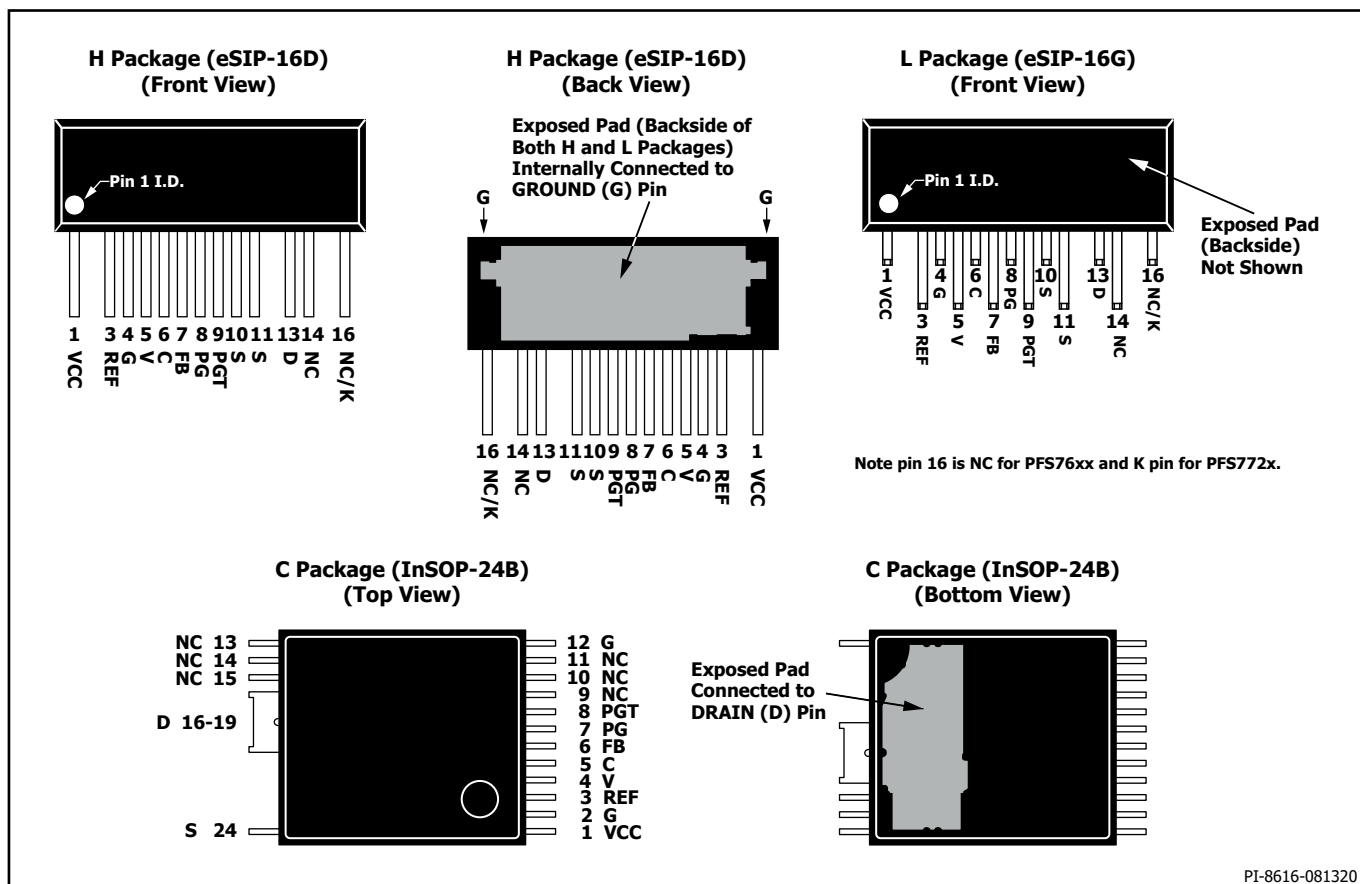 H Package (eSIP-16D)
(Front View)
Pin 1 I.D.
1 3 4 5 6 7 8 9 10 11 13 14 16
VCC REF G V C FB PG PGT S S D NC NC/K
H Package (eSIP-16D)
(Back View)
Exposed Pad (Backside of
Both H and L Packages)
Internally Connected to
GROUND (G) Pin
G G
16 14 13 11 10 9 8 7 6 5 4 3 1
NC/K NC D S S PGT PG FB C V G REF VCC
L Package (eSIP-16G)
(Front View)
Pin 1 I.D.
Exposed Pad
(Backside)
Not Shown
1 4 6 8 10 13 16
VCC G C PG S D NC/K
3 5 7 9 11 14
REF V FB PGT S NC
Note pin 16 is NC for PFS76xx and K pin for PFS772x.
C Package (InSOP-24B)
(Top View)
NC 13
NC 14
NC 15
D 16-19
S 24
12 G
11 NC
10 NC
9 NC
8 PGT
7 PG
6 FB
5 C
4 V
3 REF
2 G
1 VCC
C Package (InSOP-24B)
(Bottom View)
Exposed Pad
Connected to
DRAIN (D) Pin
PI-8616-081320